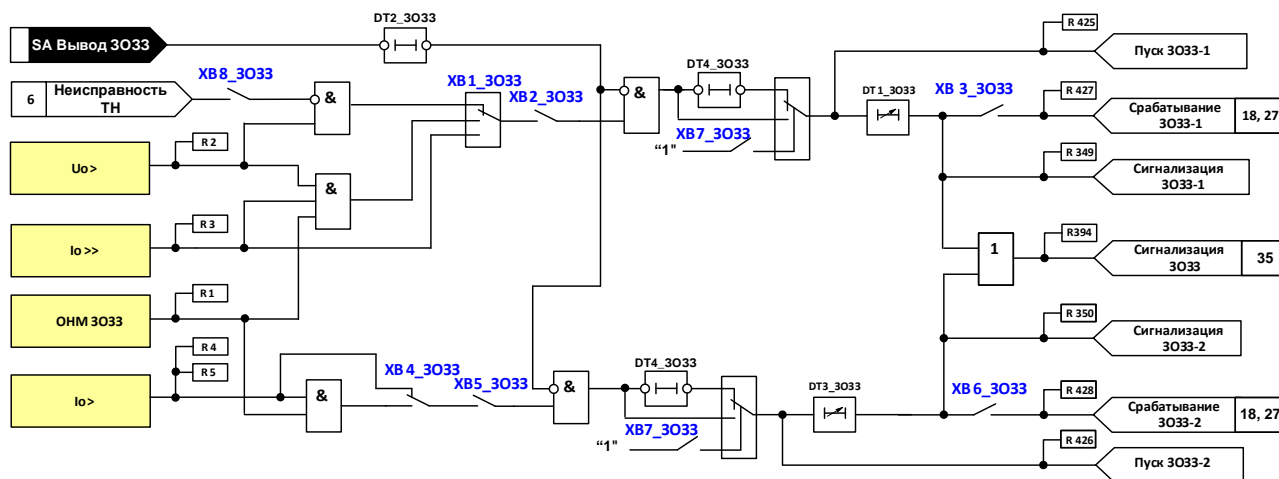 DT2_ЗОЗЗ
R 425
SA Вывод ЗОЗЗ
Пуск ЗОЗЗ-1
DT4_ЗОЗЗ
XB8_ЗОЗЗ
XB1_ЗОЗЗ
6
Неисправность
ТН
&
XB2_ЗОЗЗ
&
DT1_ЗОЗЗ
XB 3_ЗОЗЗ
R 427
Срабатывание
ЗОЗЗ-1
18, 27
R 2
XB7_ЗОЗЗ
“1"
R 349
Uo>
&
Сигнализация
ЗОЗЗ-1
R 3
R394
Io >>
1
Сигнализация
ЗОЗЗ
35
R 1
ОНМ ЗОЗЗ
R 350
Сигнализация
ЗОЗЗ-2
R 4
R 5
DT4_ЗОЗЗ
XB 4_ЗОЗЗ
XB5_ЗОЗЗ
&
DT3_ЗОЗЗ
XB 6_ЗОЗЗ
R 428
Io>
&
Срабатывание
ЗОЗЗ-2
18, 27
XB7_ЗОЗЗ
“1"
R 426
Пуск ЗОЗЗ-2